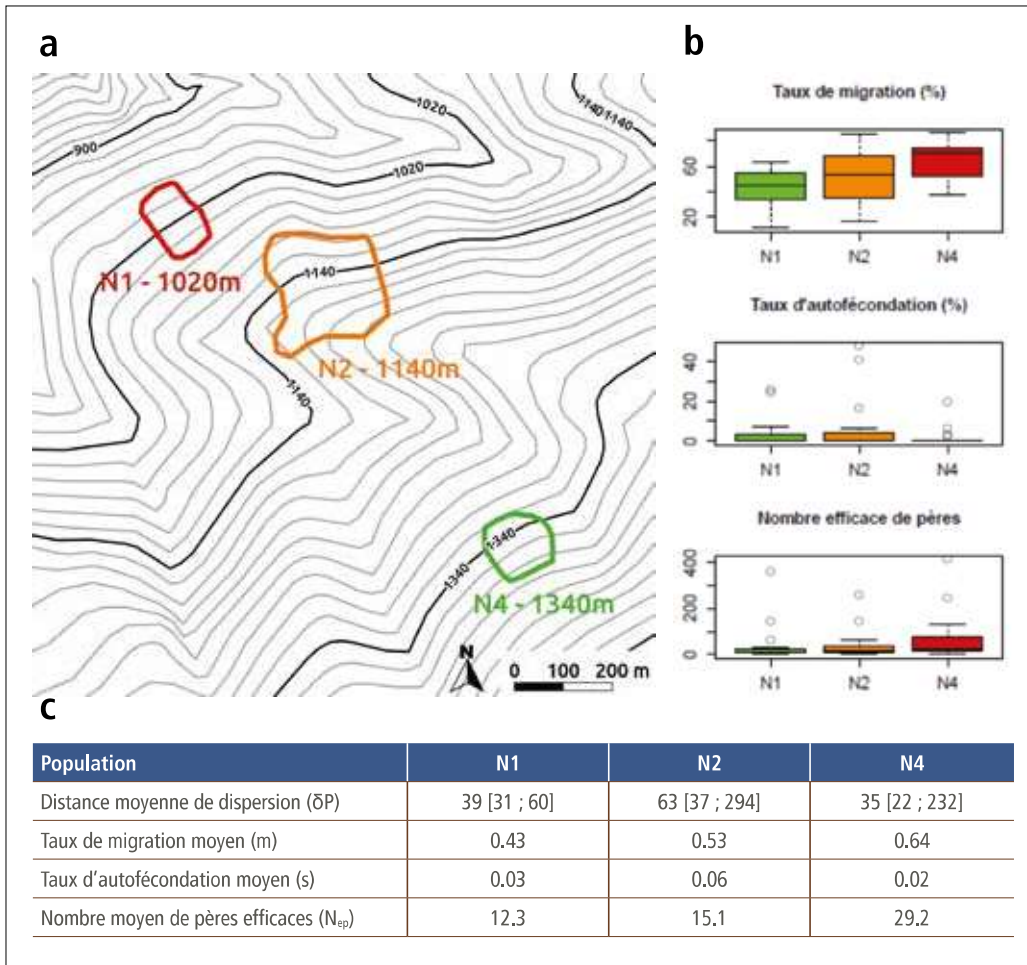 a
900
1020
1020
1140
1140
N1 - 1020m
1140
N2 - 1140m
1140
1340
1340
N4 - 1340m
N
0 100 200 m
b
Taux de migration (%)
60
20
N1 N2 N4
Taux d'autofécondation (%)
40
20
0
N1 N2 N4
Nombre efficace de pères
400
200
0
N1 N2 N4
c
Population N1 N2 N4
Distance moyenne de dispersion (δP) 39 [31 ; 60] 63 [37 ; 294] 35 [22 ; 232]
Taux de migration moyen (m) 0.43 0.53 0.64
Taux d'autofécondation moyen (s) 0.03 0.06 0.02
Nombre moyen de pères efficaces (Nep) 12.3 15.1 29.2